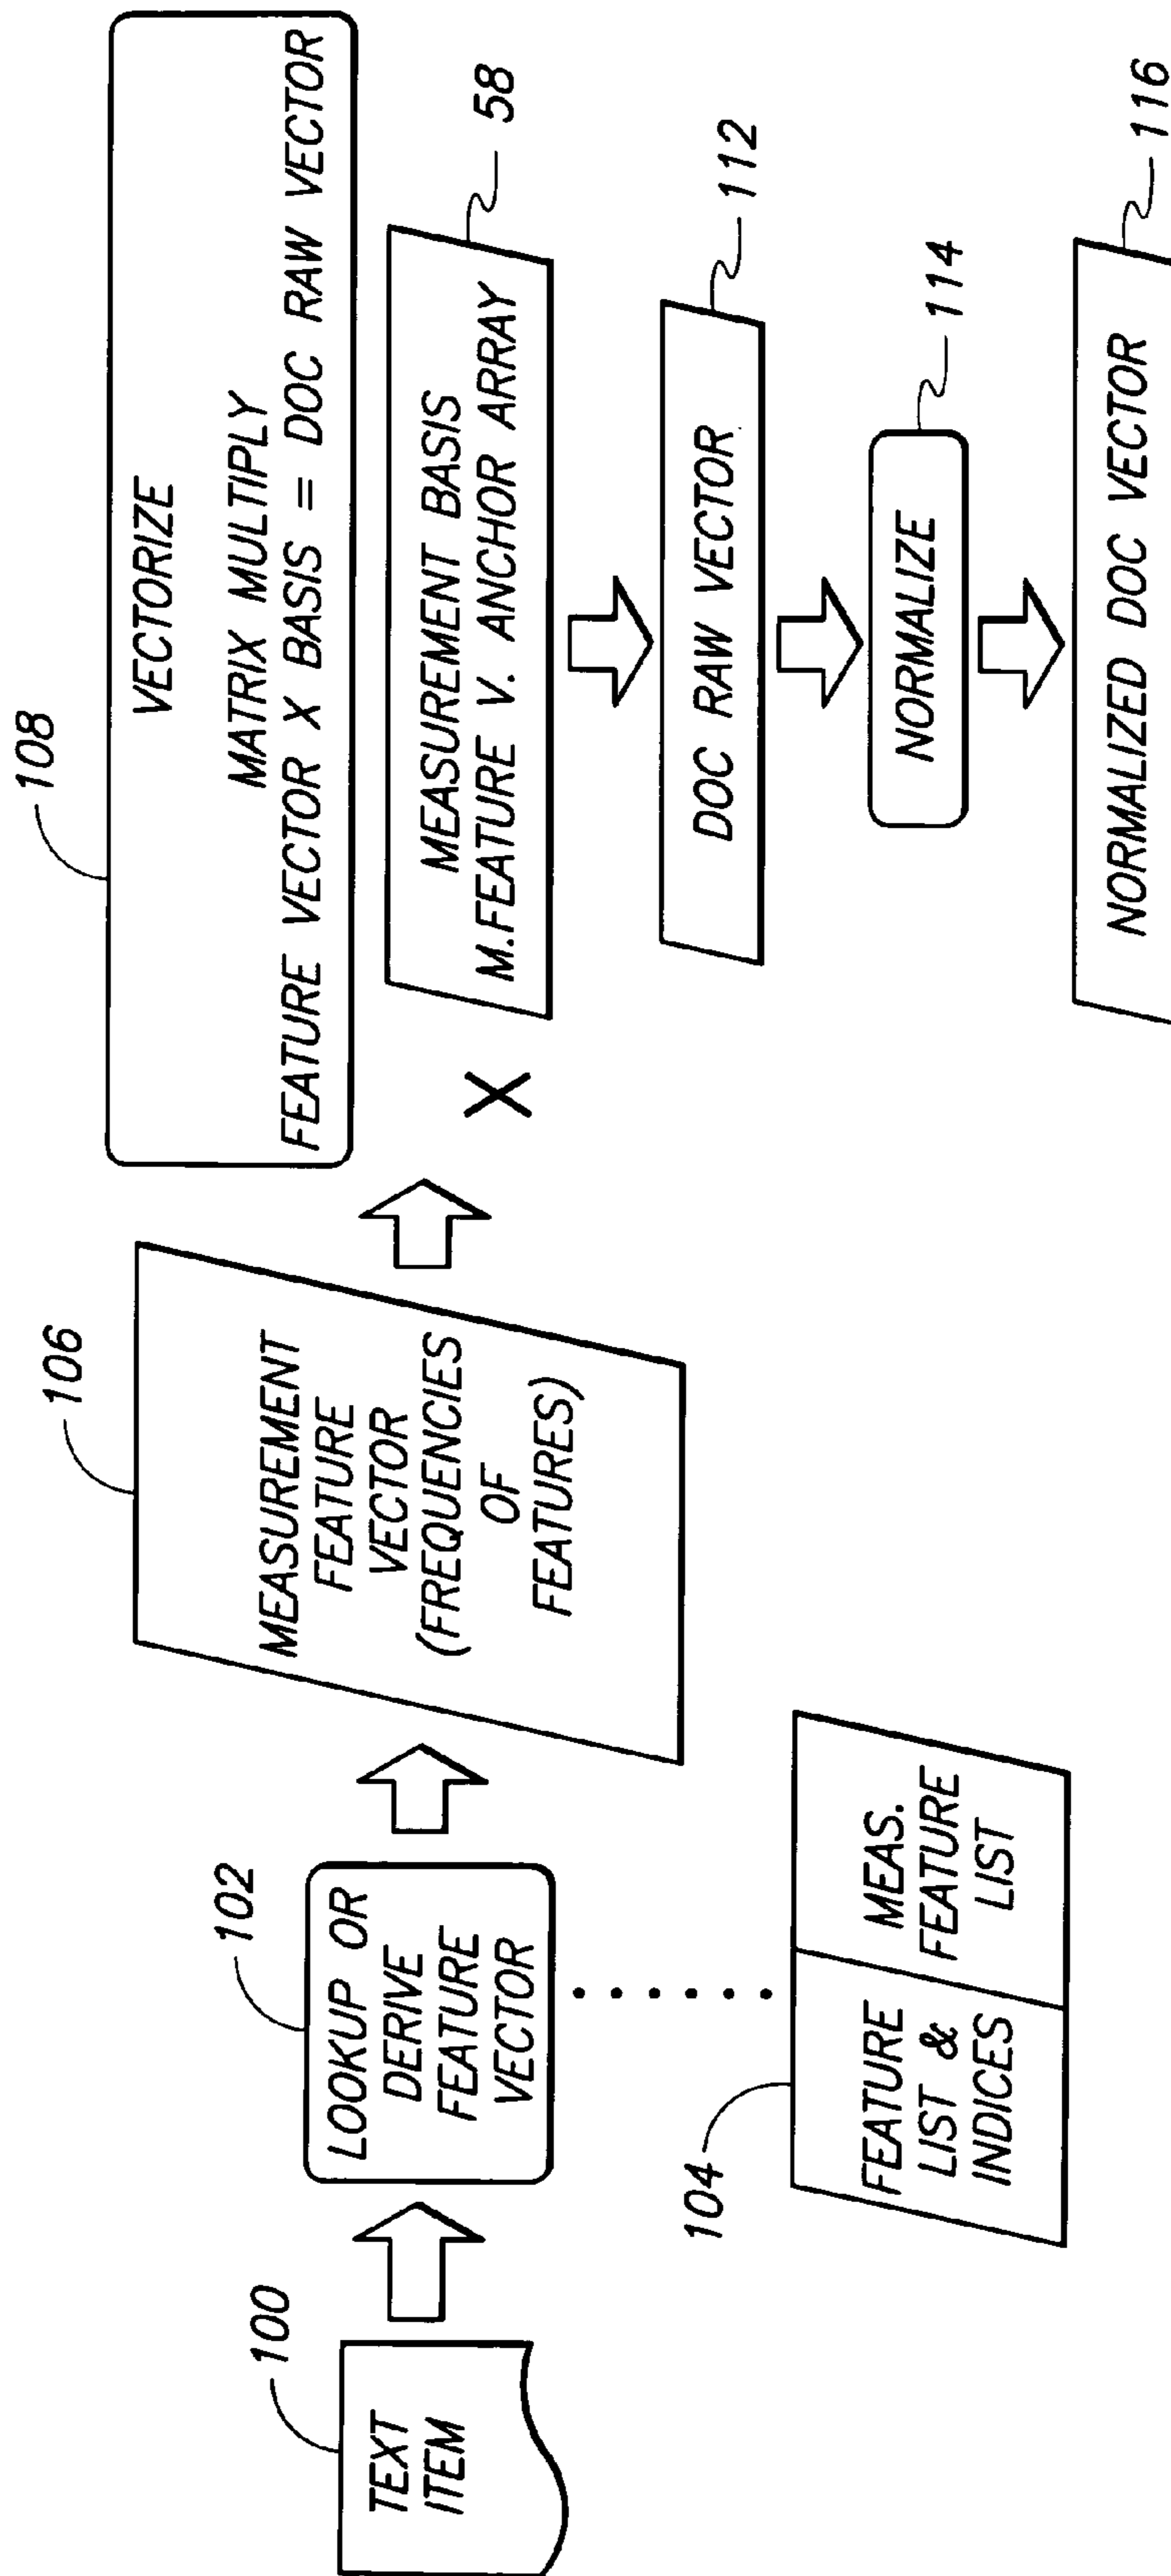 100
TEXT
ITEM
102
LOOKUP OR
DERIVE
FEATURE
VECTOR
104
FEATURE
LIST &
INDICES
MEAS.
FEATURE
LIST
106
MEASUREMENT
FEATURE
VECTOR
(FREQUENCIES
OF
FEATURES)
108
VECTORIZE
MATRIX MULTIPLY
FEATURE VECTOR X BASIS = DOC RAW VECTOR
X
MEASUREMENT BASIS
M.FEATURE V. ANCHOR ARRAY
58
DOC RAW VECTOR
112
NORMALIZE
114
NORMALIZED DOC VECTOR
116